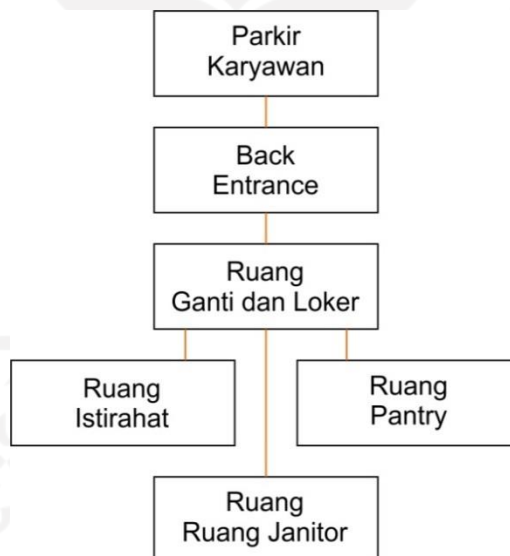 Parkir
Karyawan
Back
Entrance
Ruang
Ganti dan Loker
Ruang
Istirahat
Ruang
Pantry
Ruang
Ruang Janitor